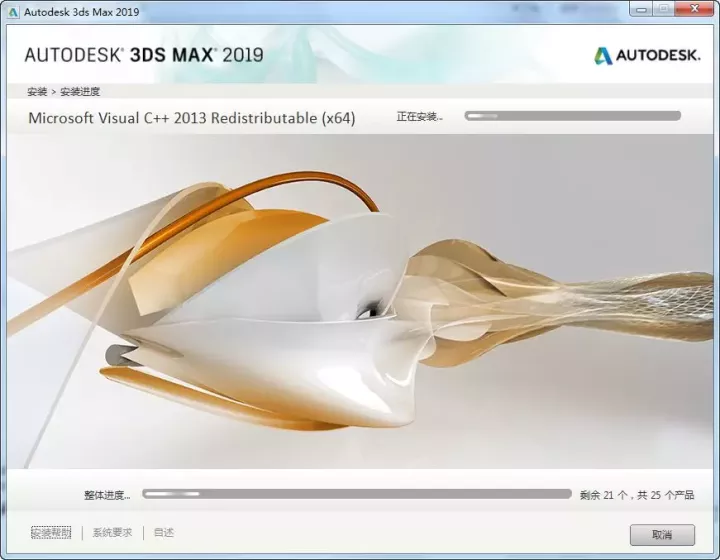 Autodesk 3ds Max 2019
AUTODESK® 3DS MAX® 2019
AUTODESK.
安装 > 安装进度
Microsoft Visual C++ 2013 Redistributable (x64)
正在安装...
整体进度...
剩余 21 个，共 25 个产品
安装帮助
系统要求
自述
取消